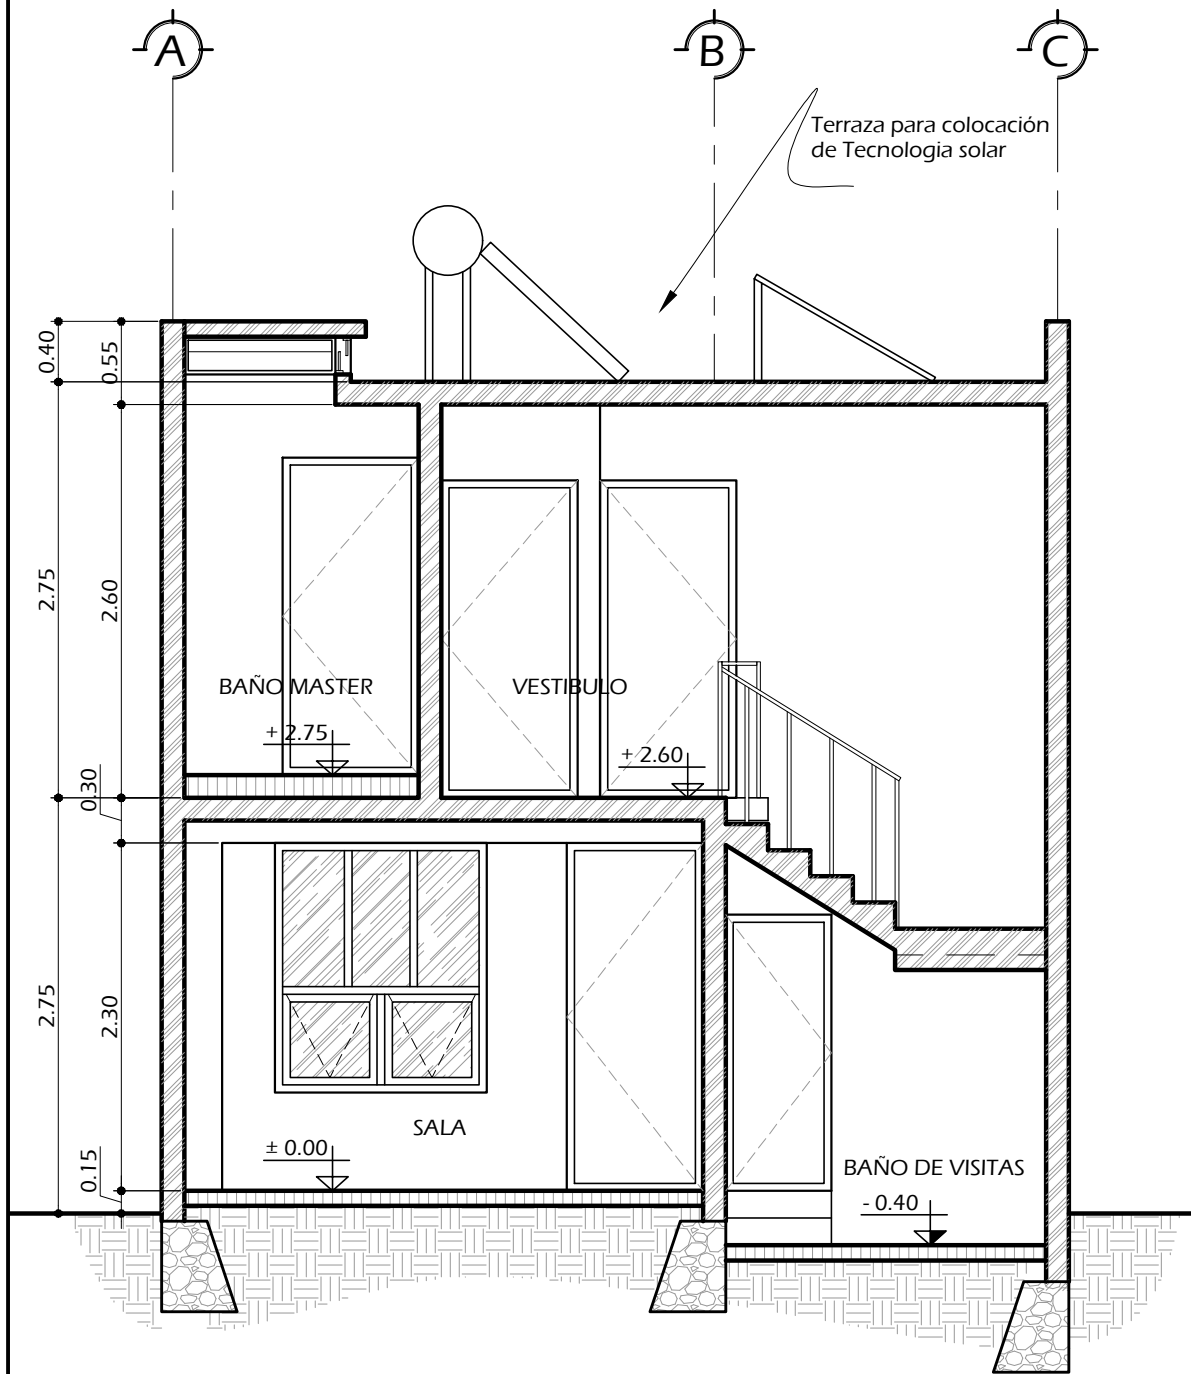 A
B
C
Terraza para colocación
de Tecnologia solar
0.40
0.55
2.75
2.60
BAÑO MASTER
VESTIBULO
+ 2.75
+ 2.60
0.30
2.75
2.30
SALA
± 0.00
0.15
BAÑO DE VISITAS
- 0.40